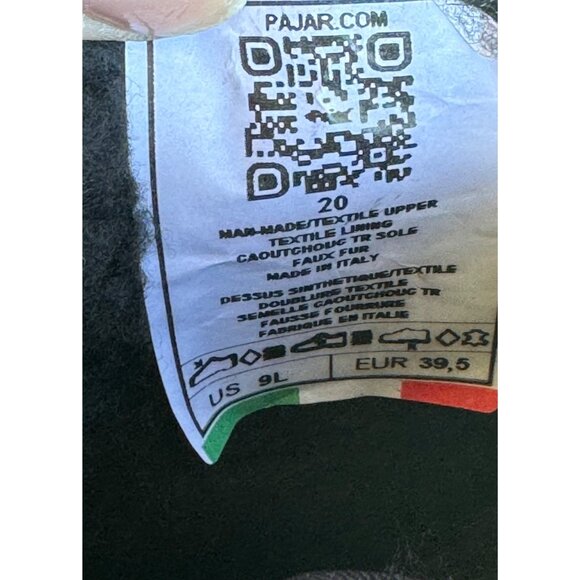 PAJAR.COM
20
MAN-MADE/TEXTILE UPPER
TEXTILE LINING
CAOUTCHOUC TR SOLE
FAUX FUR
MADE IN ITALY
DESSUS SINTHETIQUE/TEXTILE
DOUBLURE TEXTILE
SEMELLE CAOUTCHOUC TR
FAUSSE FOURRURE
FABRIQUE EN ITALIE
US 9L EUR 39,5